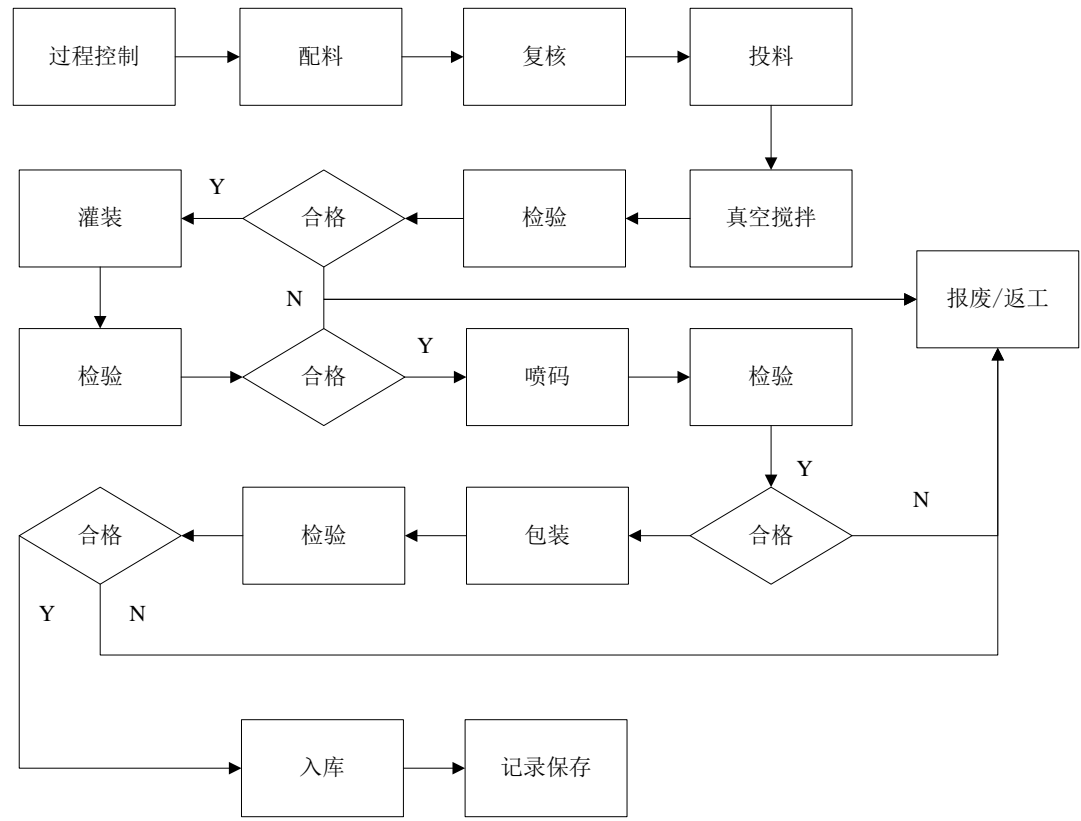 过程控制
配料
复核
投料
灌装
Y
合格
检验
真空搅拌
N
报废/返工
检验
合格
Y
喷码
检验
Y
N
合格
检验
包装
合格
Y
N
入库
记录保存